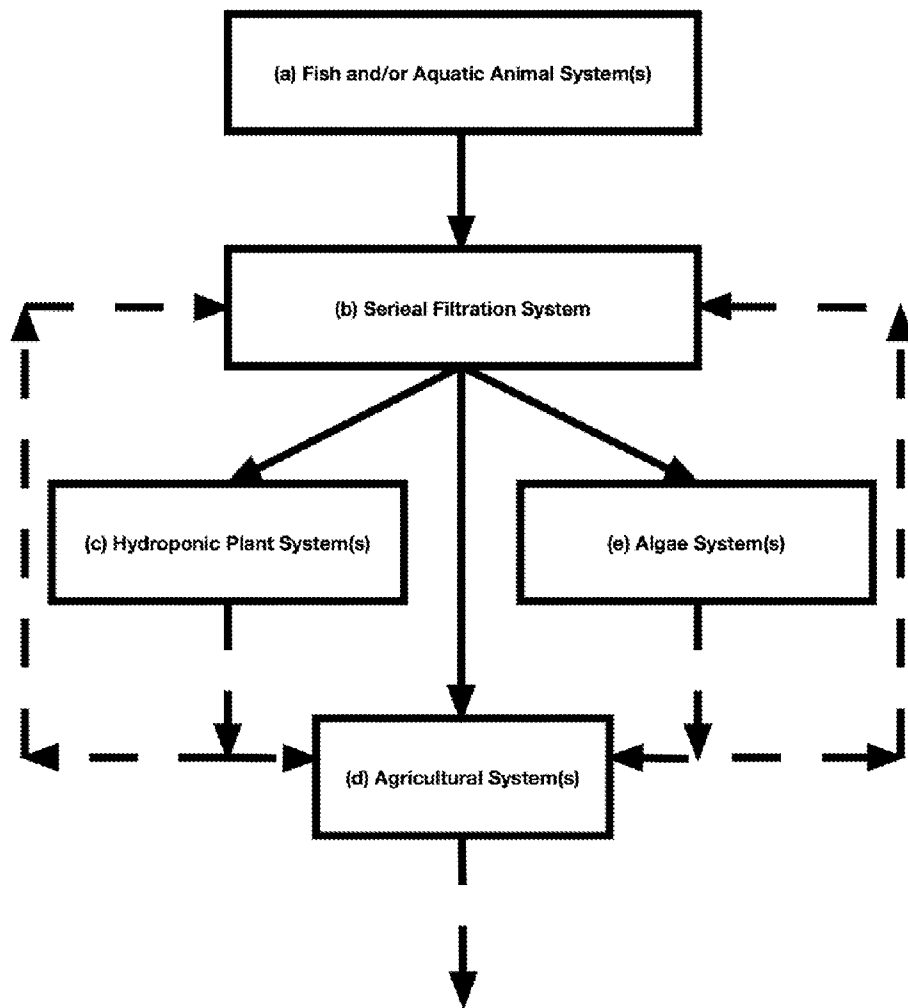 (a) Fish and/or Aquatic Animal System(s)
(b) Serieal Filtration System
(c) Hydroponic Plant System(s)
(e) Algae System(s)
(d) Agricultural System(s)